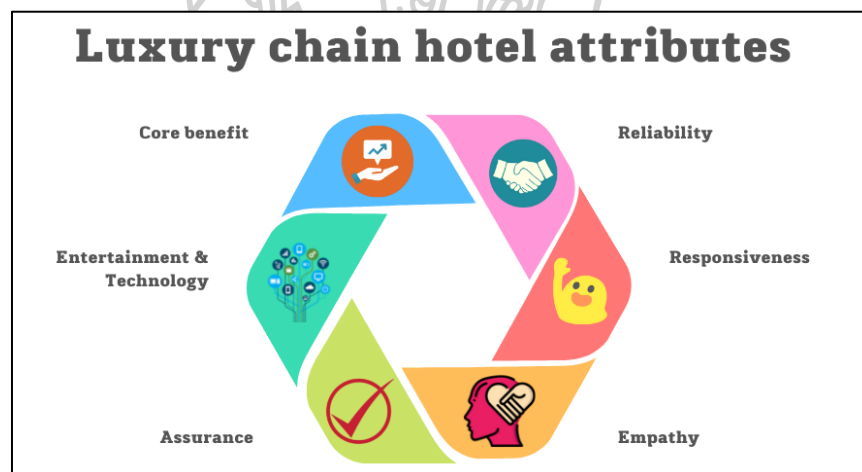 Luxury chain hotel attributes
Core benefit
Reliability
Entertainment &
Technology
Responsiveness
Assurance
Empathy